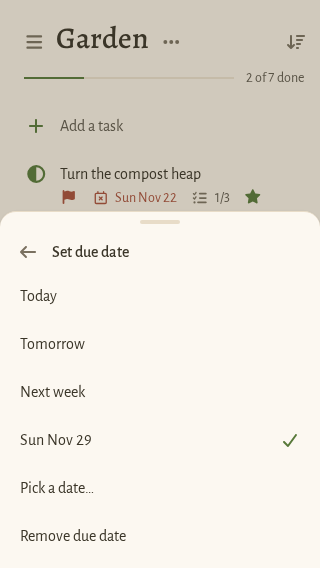 Garden
2 of 7 done
Add a task
Turn the compost heap
Sun Nov 22 1/3
Set due date
Today
Tomorrow
Next week
Sun Nov 29
Pick a date...
Remove due date